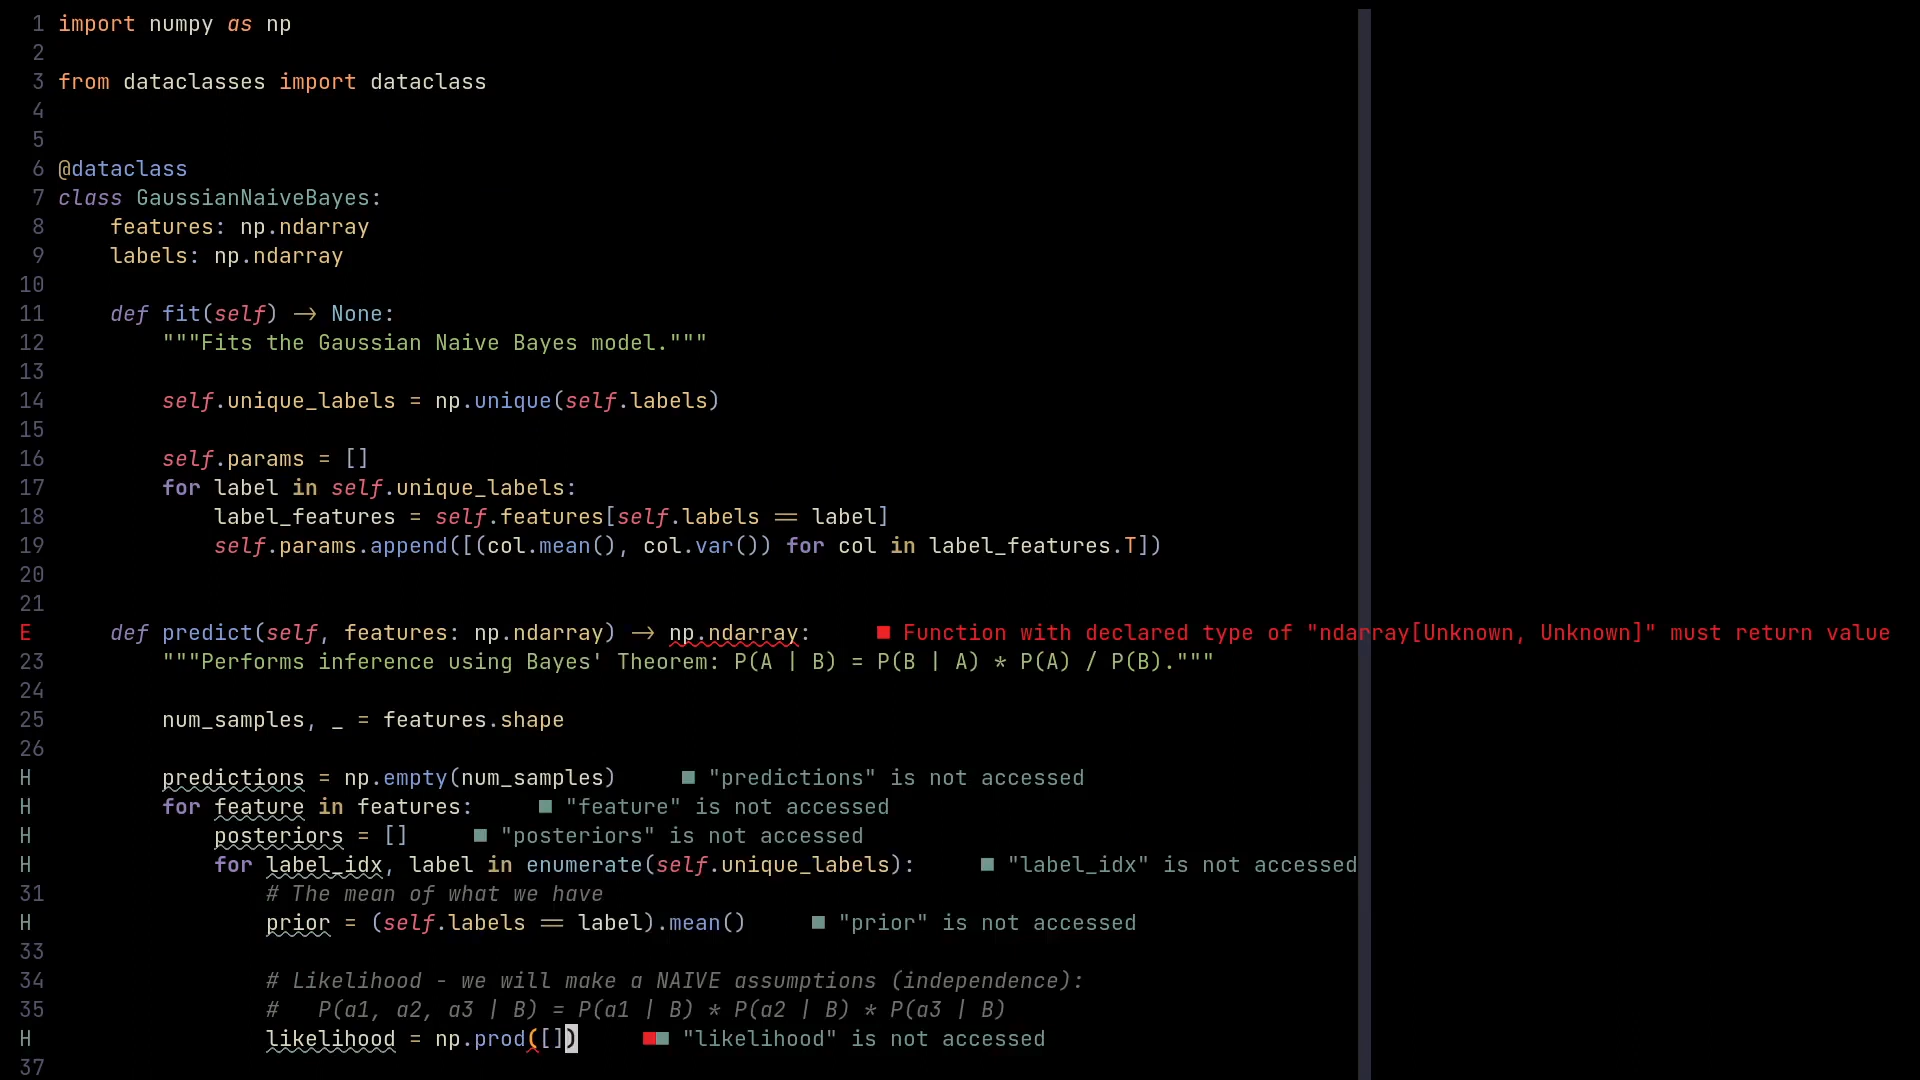 1 import numpy as np
2
3 from dataclasses import dataclass
4
5
6 @dataclass
7 class GaussianNaiveBayes:
8     features: np.ndarray
9     labels: np.ndarray
10
11     def fit(self) -> None:
12         """Fits the Gaussian Naive Bayes model."""
13
14         self.unique_labels = np.unique(self.labels)
15
16         self.params = []
17         for label in self.unique_labels:
18             label_features = self.features[self.labels == label]
19             self.params.append([(col.mean(), col.var()) for col in label_features.T])
20
21
E     def predict(self, features: np.ndarray) -> np.ndarray:     ■ Function with declared type of "ndarray[Unknown, Unknown]" must return value
23         """Performs inference using Bayes' Theorem: P(A | B) = P(B | A) * P(A) / P(B)."""
24
25         num_samples, _ = features.shape
26
H         predictions = np.empty(num_samples)     ■ "predictions" is not accessed
H         for feature in features:     ■ "feature" is not accessed
H             posteriors = []     ■ "posteriors" is not accessed
H             for label_idx, label in enumerate(self.unique_labels):     ■ "label_idx" is not accessed
31                 # The mean of what we have
H                 prior = (self.labels == label).mean()     ■ "prior" is not accessed
33
34                 # Likelihood - we will make a NAIVE assumptions (independence):
35                 #   P(a1, a2, a3 | B) = P(a1 | B) * P(a2 | B) * P(a3 | B)
H                 likelihood = np.prod([])     ■■ "likelihood" is not accessed
37